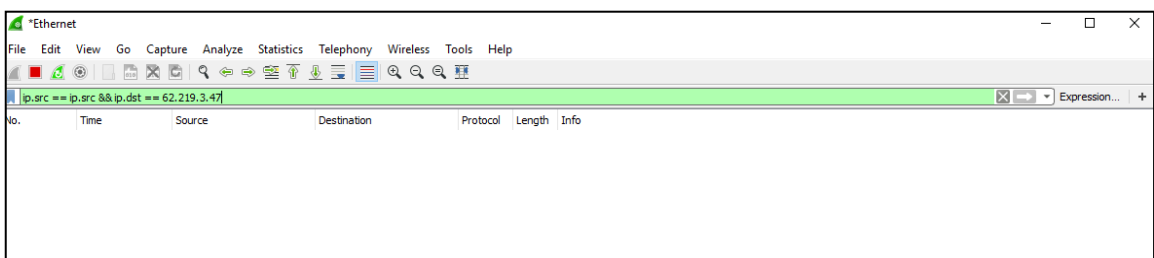 *Ethernet
File Edit View Go Capture Analyze Statistics Telephony Wireless Tools Help
ip.src == ip.src && ip.dst == 62.219.3.47 Expression... +
No. Time Source Destination Protocol Length Info